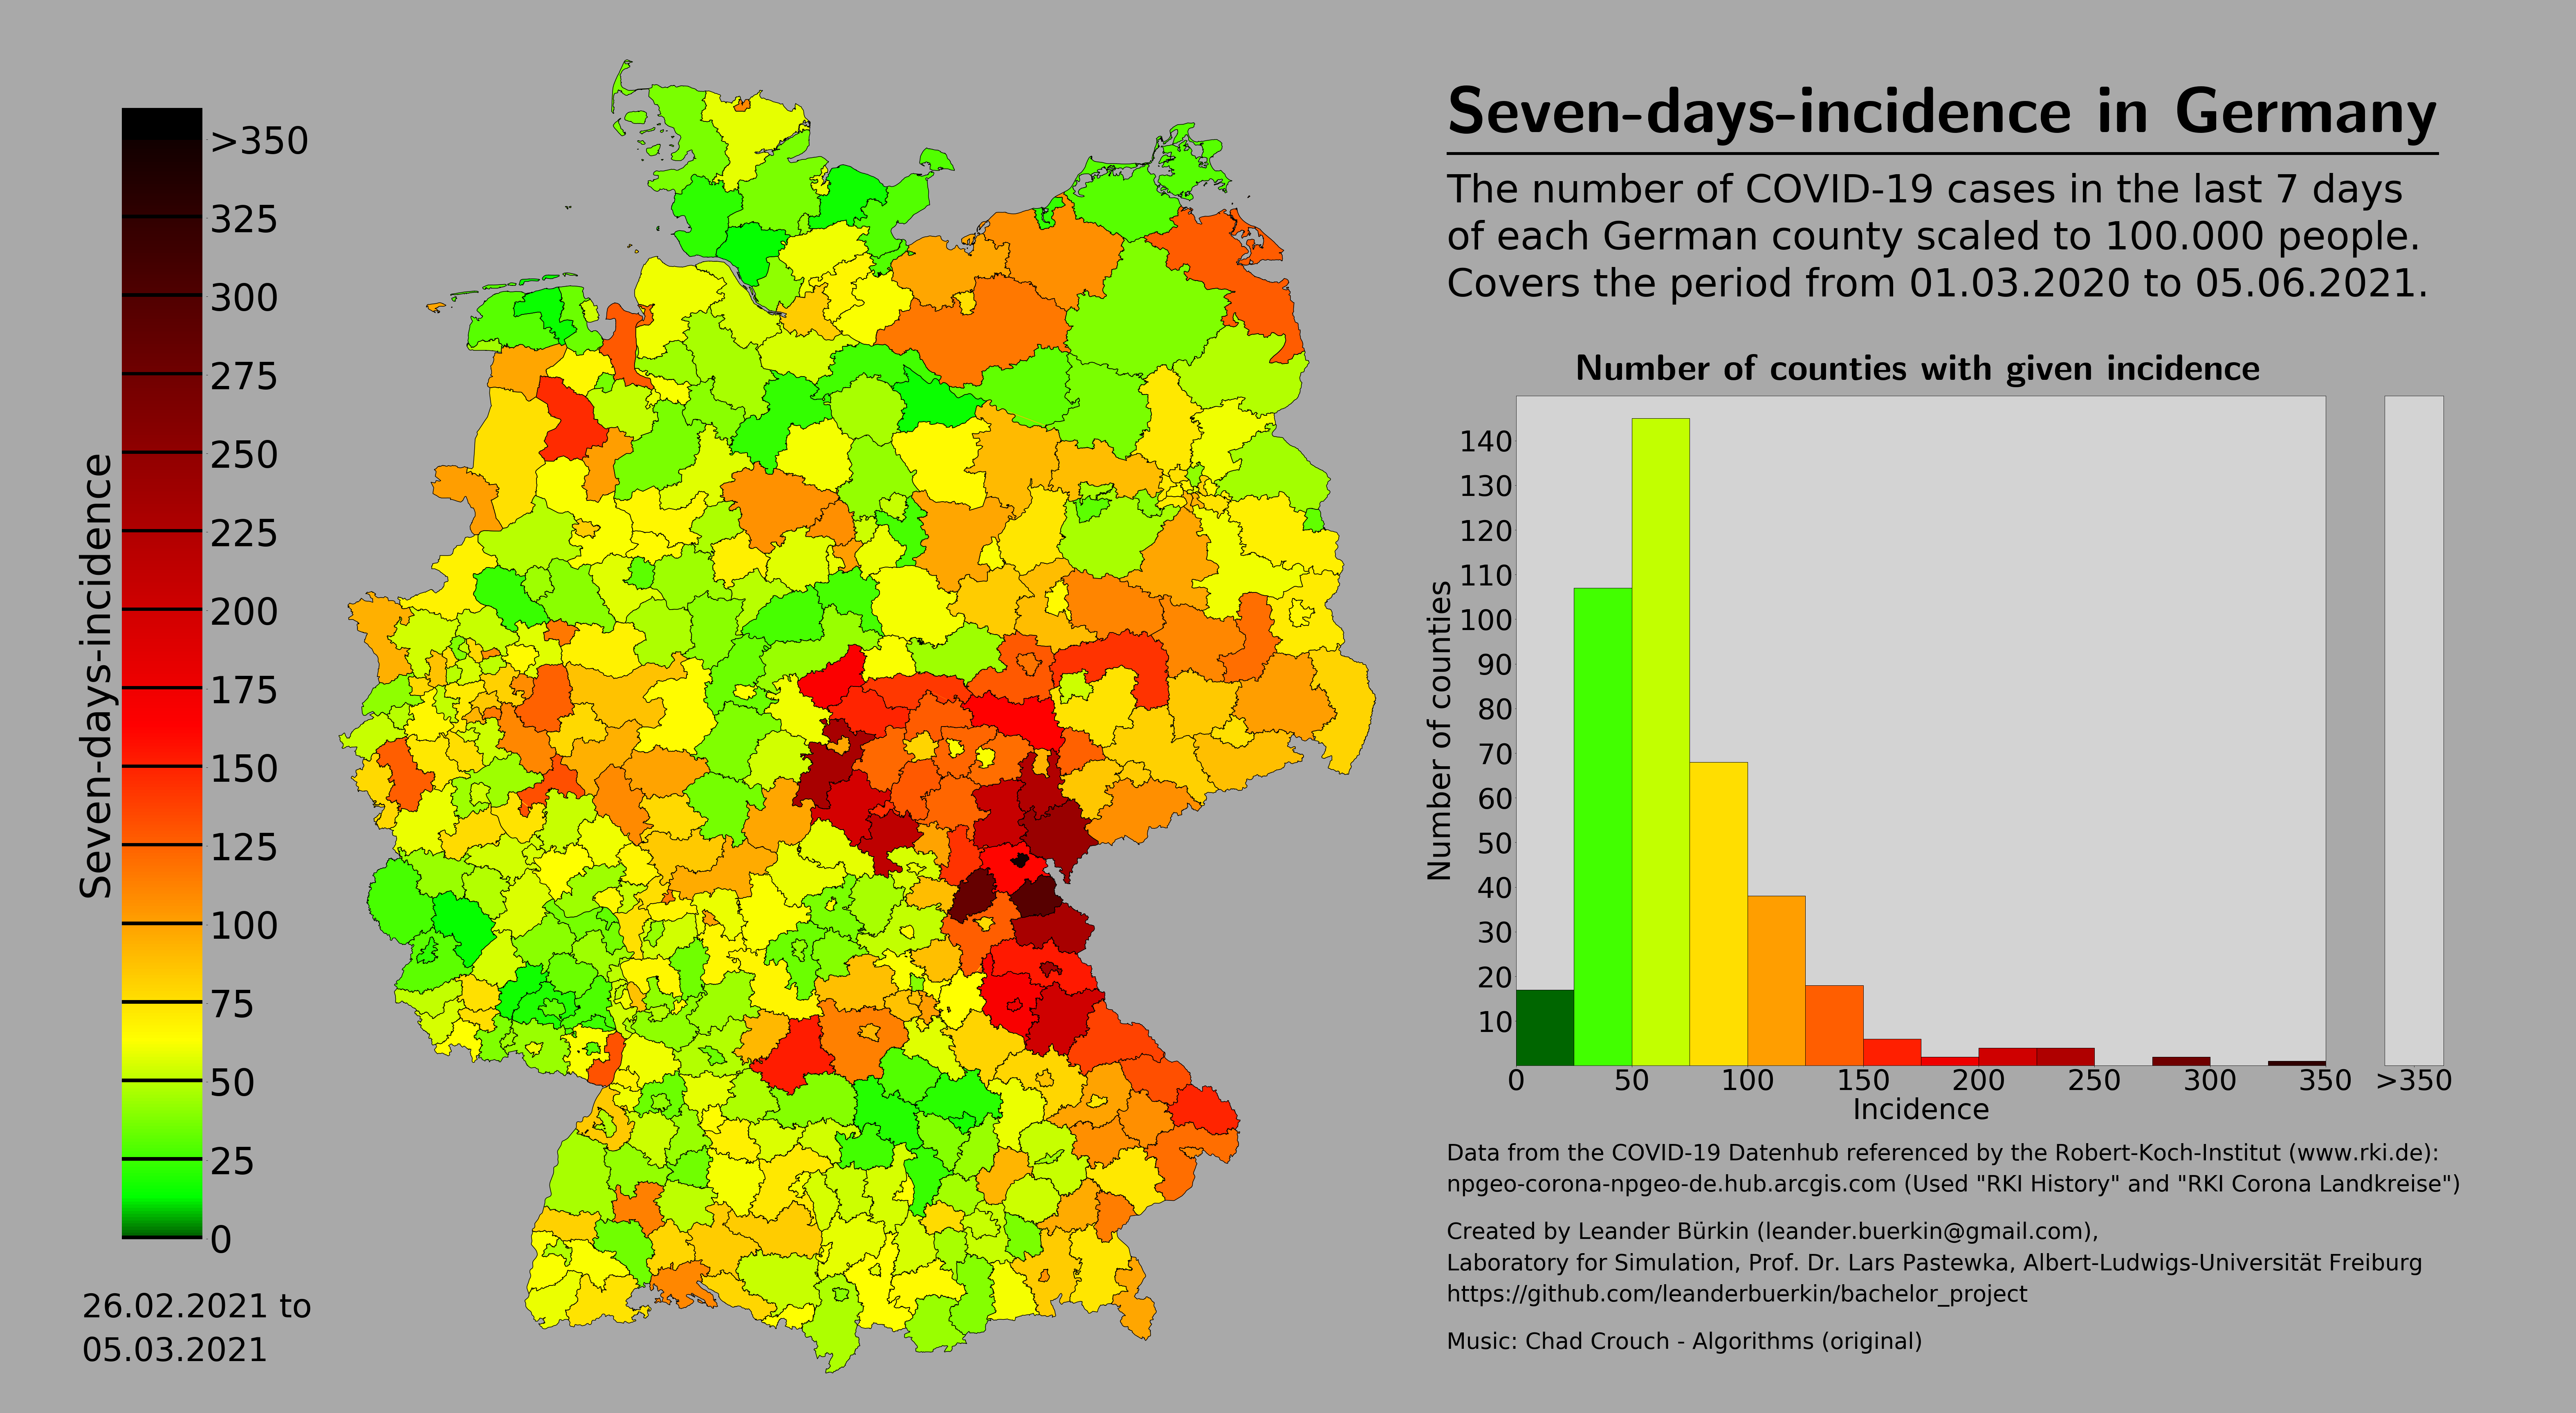 Seven-days-incidence in Germany
The number of COVID-19 cases in the last 7 days
of each German county scaled to 100.000 people.
Covers the period from 01.03.2020 to 05.06.2021.
Seven-days-incidence
>350
325
300
275
250
225
200
175
150
125
100
75
50
25
0
26.02.2021 to
05.03.2021
Number of counties with given incidence
Number of counties
140
130
120
110
100
90
80
70
60
50
40
30
20
10
0 50 100 150 200 250 300 350 >350
Incidence
Data from the COVID-19 Datenhub referenced by the Robert-Koch-Institut (www.rki.de):
npgeo-corona-npgeo-de.hub.arcgis.com (Used "RKI History" and "RKI Corona Landkreise")
Created by Leander Bürkin (leander.buerkin@gmail.com),
Laboratory for Simulation, Prof. Dr. Lars Pastewka, Albert-Ludwigs-Universität Freiburg
https://github.com/leanderbuerkin/bachelor_project
Music: Chad Crouch - Algorithms (original)